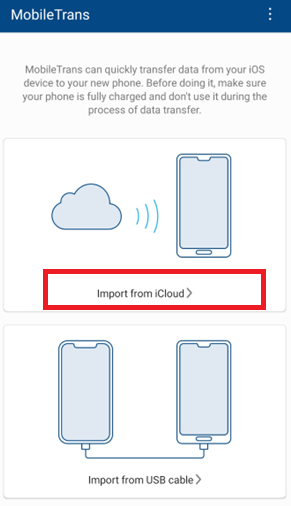 MobileTrans
MobileTrans can quickly transfer data from your iOS
device to your new phone. Before doing it, make sure
your phone is fully charged and don't use it during the
process of data transfer.
Import from iCloud
Import from USB cable